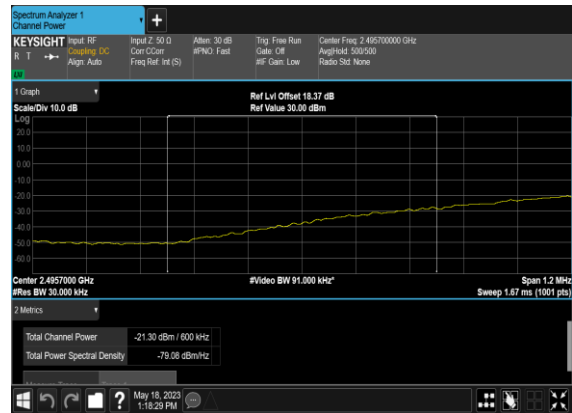 Spectrum Analyzer 1
Channel Power
+
KEYSIGHT
R T
LW
Input: RF
Coupling: DC
Align: Auto
Input Z: 50 Ω
Corr CCorr
Freq Ref: Int (S)
Atten: 30 dB
#PNO: Fast
Trig: Free Run
Gate: Off
#IF Gain: Low
Center Freq: 2.495700000 GHz
Avg|Hold: 500/500
Radio Std: None
1 Graph
Scale/Div 10.0 dB
Ref Lvl Offset 18.37 dB
Ref Value 30.00 dBm
Log
20.0
10.0
0.00
-10.0
-20.0
-30.0
-40.0
-50.0
-60.0
Center 2.4957000 GHz
#Res BW 30.000 kHz
#Video BW 91.000 kHz*
Span 1.2 MHz
Sweep 1.67 ms (1001 pts)
2 Metrics
Total Channel Power -21.30 dBm / 600 kHz
Total Power Spectral Density -79.08 dBm/Hz
?
May 18, 2023
1:18:29 PM